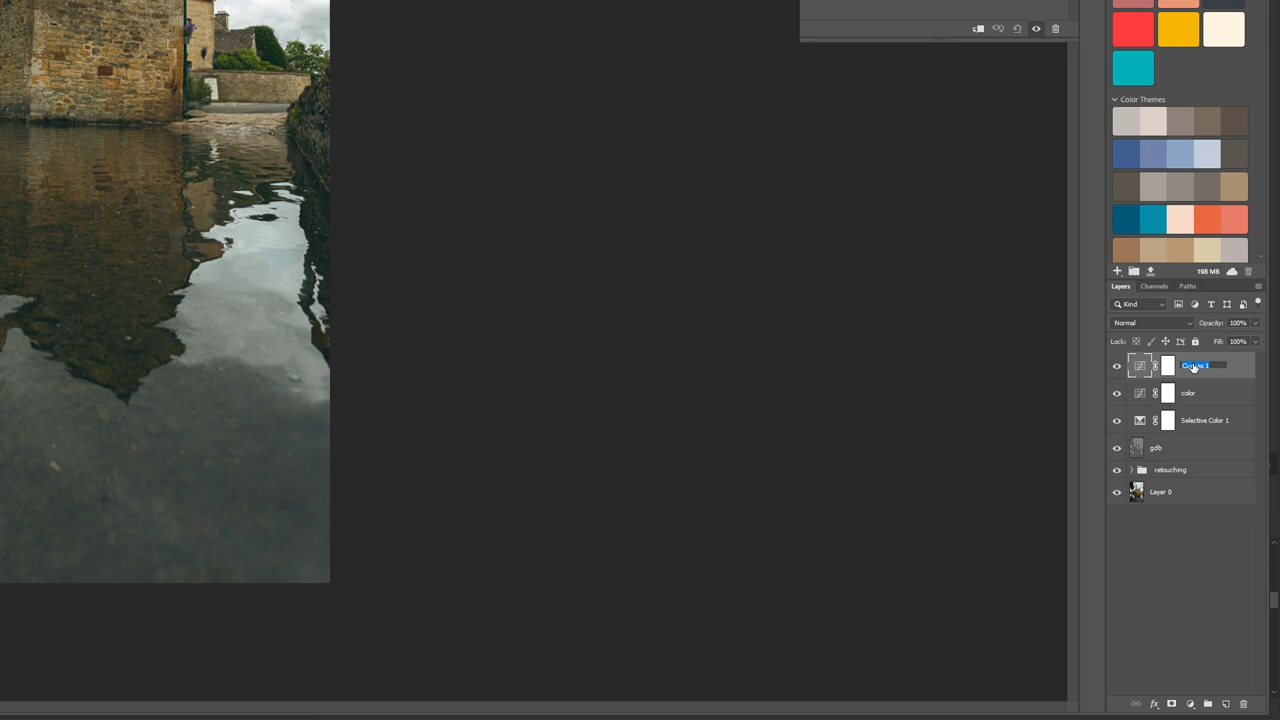 Color Themes
198 MB
Layers Channels Paths
Kind
Normal Opacity: 100%
Lock: Fill: 100%
Curves 1
color
Selective Color 1
gdb
retouching
Layer 0
fx